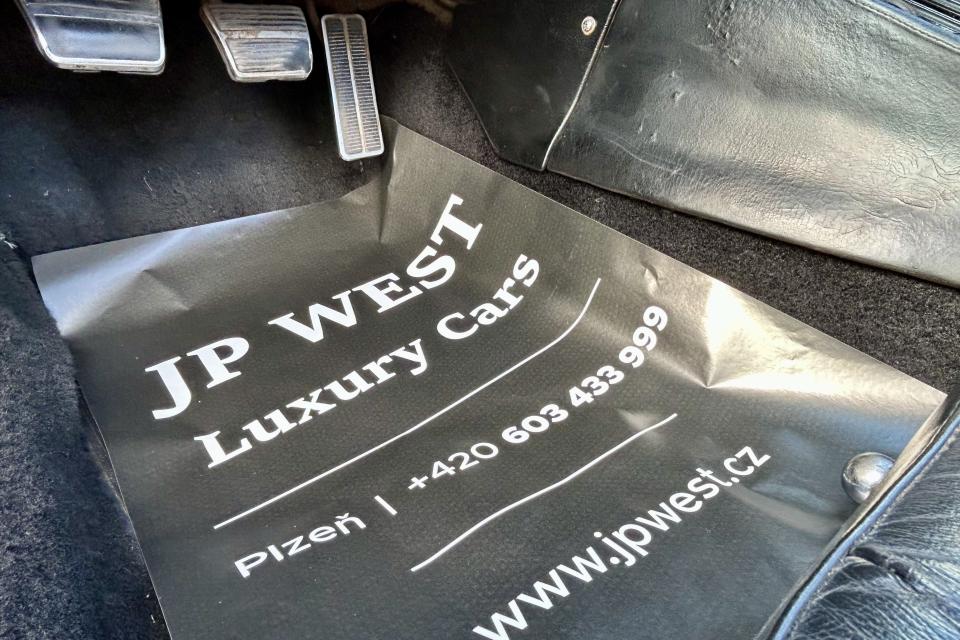 JP WEST
Luxury Cars
Plzeň | +420 603 433 999
www.jpwest.cz